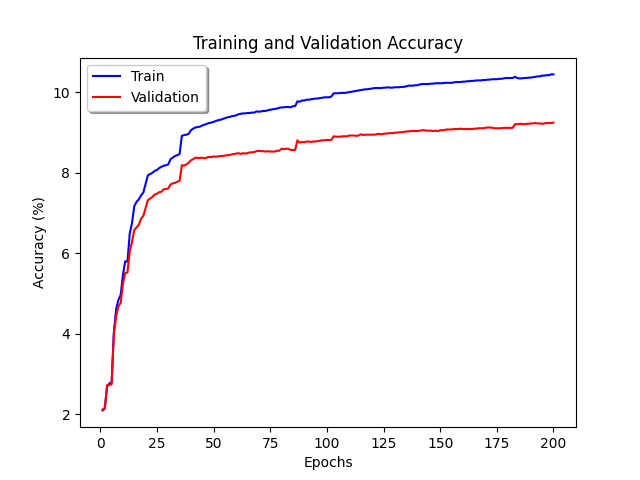 Training and Validation Accuracy
Train
Validation
Accuracy (%)
10
8
6
4
2
0 25 50 75 100 125 150 175 200
Epochs